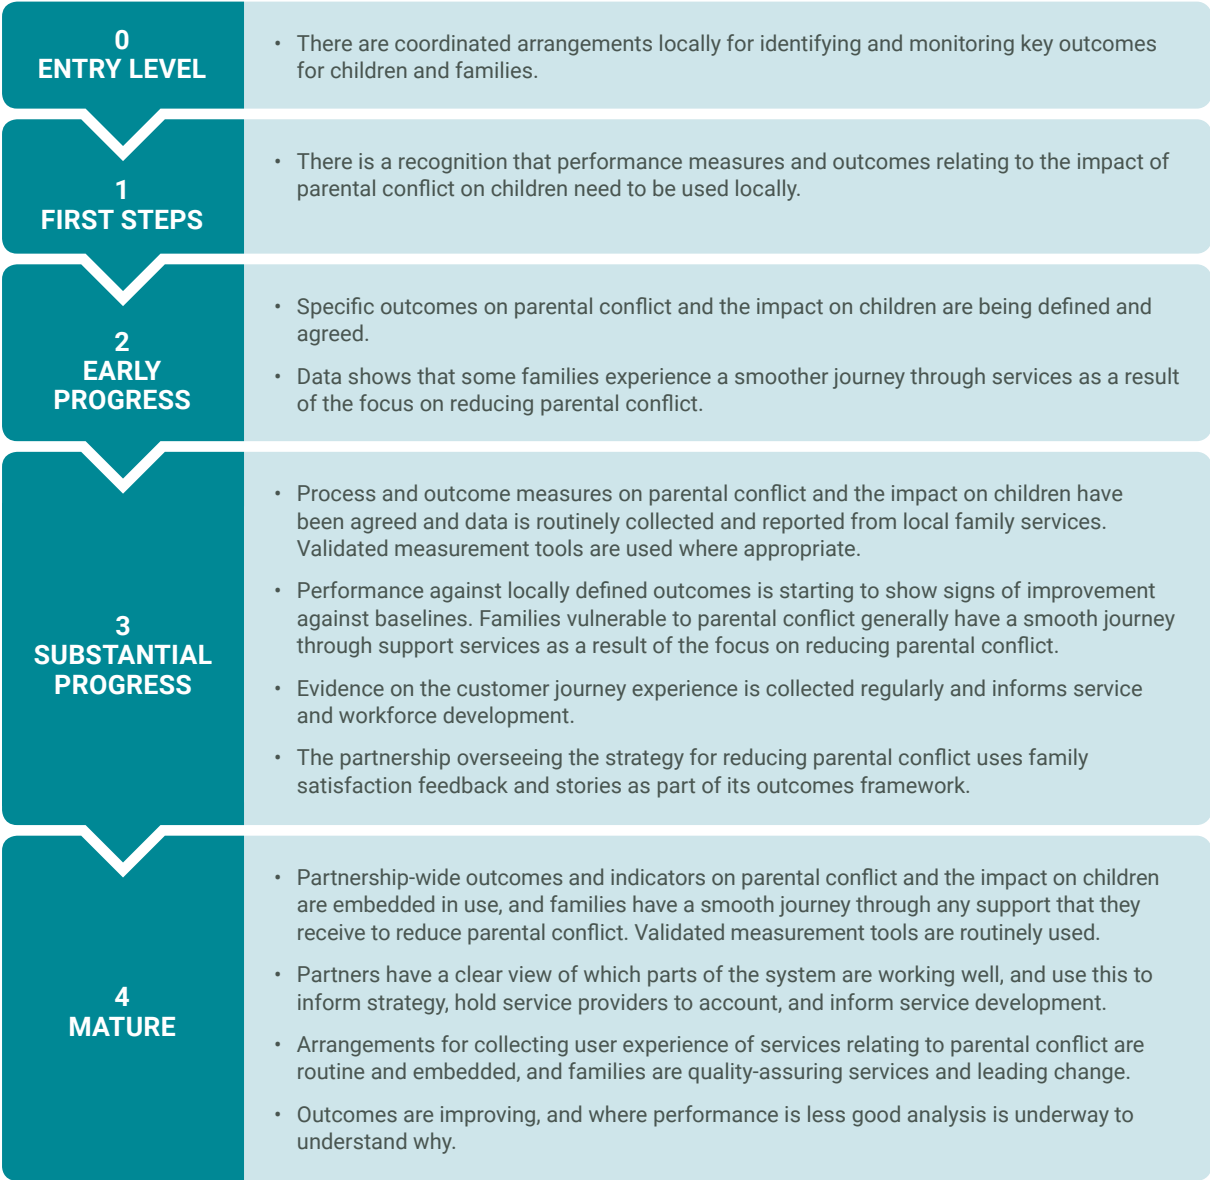 0
ENTRY LEVEL
• There are coordinated arrangements locally for identifying and monitoring key outcomes
for children and families.
1
FIRST STEPS
• There is a recognition that performance measures and outcomes relating to the impact of
parental conflict on children need to be used locally.
2
EARLY
PROGRESS
• Specific outcomes on parental conflict and the impact on children are being defined and
agreed.
• Data shows that some families experience a smoother journey through services as a result
of the focus on reducing parental conflict.
3
SUBSTANTIAL
PROGRESS
• Process and outcome measures on parental conflict and the impact on children have
been agreed and data is routinely collected and reported from local family services.
Validated measurement tools are used where appropriate.
• Performance against locally defined outcomes is starting to show signs of improvement
against baselines. Families vulnerable to parental conflict generally have a smooth journey
through support services as a result of the focus on reducing parental conflict.
• Evidence on the customer journey experience is collected regularly and informs service
and workforce development.
• The partnership overseeing the strategy for reducing parental conflict uses family
satisfaction feedback and stories as part of its outcomes framework.
4
MATURE
• Partnership-wide outcomes and indicators on parental conflict and the impact on children
are embedded in use, and families have a smooth journey through any support that they
receive to reduce parental conflict. Validated measurement tools are routinely used.
• Partners have a clear view of which parts of the system are working well, and use this to
inform strategy, hold service providers to account, and inform service development.
• Arrangements for collecting user experience of services relating to parental conflict are
routine and embedded, and families are quality-assuring services and leading change.
• Outcomes are improving, and where performance is less good analysis is underway to
understand why.